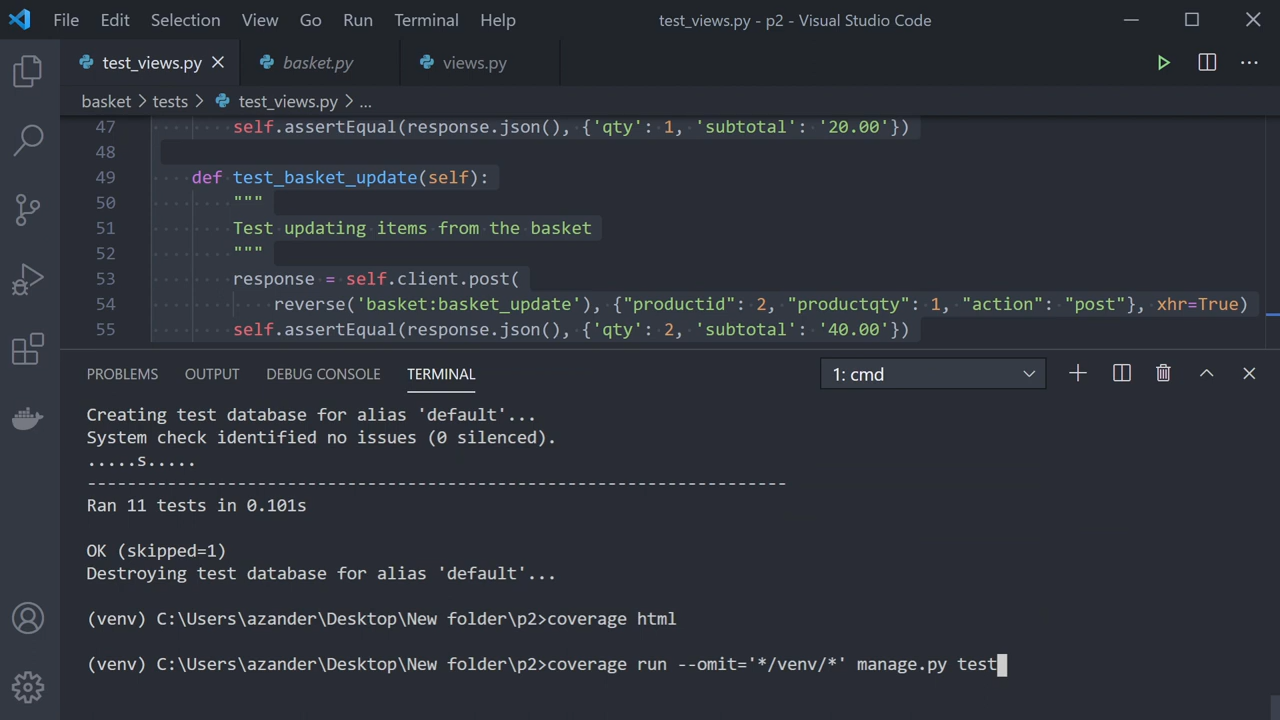 File Edit Selection View Go Run Terminal Help test_views.py - p2 - Visual Studio Code
test_views.py basket.py views.py
basket > tests > test_views.py > ...
47 self.assertEqual(response.json(), {'qty': 1, 'subtotal': '20.00'})
48
49 def test_basket_update(self):
50 """
51 Test updating items from the basket
52 """
53 response = self.client.post(
54 reverse('basket:basket_update'), {"productid": 2, "productqty": 1, "action": "post"}, xhr=True)
55 self.assertEqual(response.json(), {'qty': 2, 'subtotal': '40.00'})
PROBLEMS OUTPUT DEBUG CONSOLE TERMINAL 1: cmd
Creating test database for alias 'default'...
System check identified no issues (0 silenced).
.....s.....
----------------------------------------------------------------------
Ran 11 tests in 0.101s
OK (skipped=1)
Destroying test database for alias 'default'...
(venv) C:\Users\azander\Desktop\New folder\p2>coverage html
(venv) C:\Users\azander\Desktop\New folder\p2>coverage run --omit='*/venv/*' manage.py test